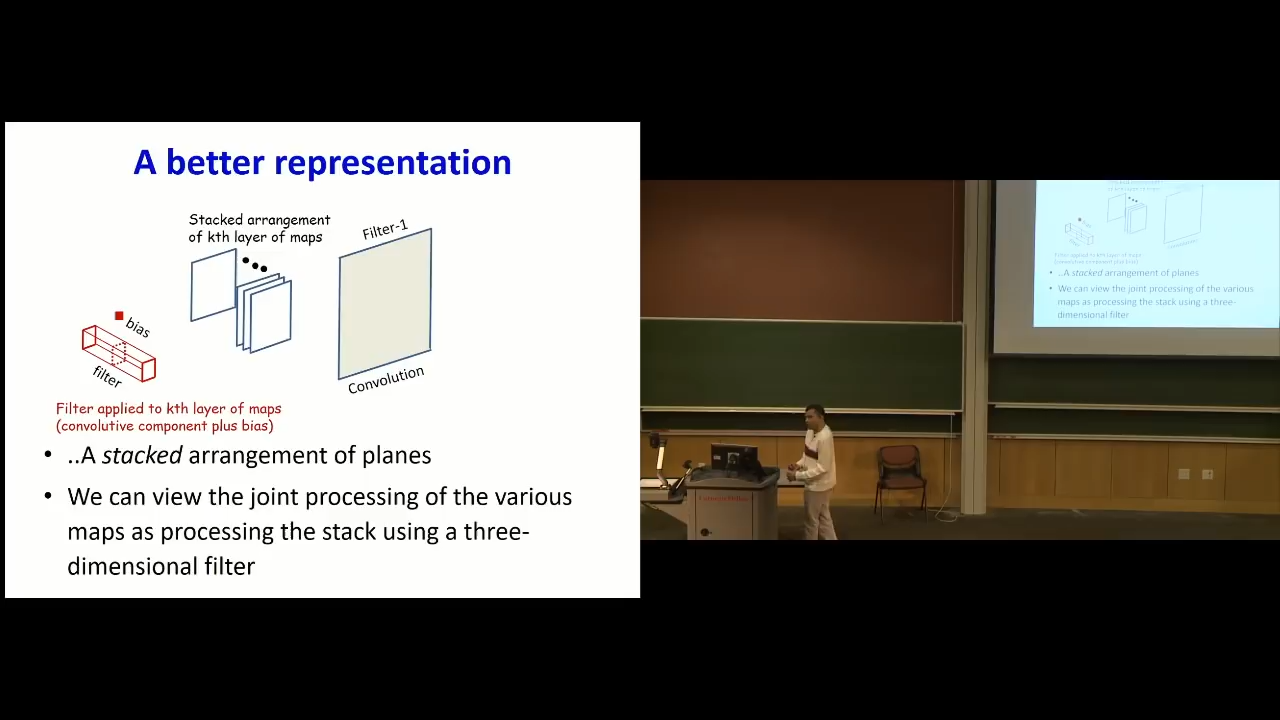 A better representation
Stacked arrangement
of kth layer of maps
Filter-1
bias
filter
Convolution
Filter applied to kth layer of maps
(convolutive component plus bias)
• ..A stacked arrangement of planes
• We can view the joint processing of the various
maps as processing the stack using a three-
dimensional filter
• ..A stacked arrangement of planes
• We can view the joint processing of the various
maps as processing the stack using a three-
dimensional filter